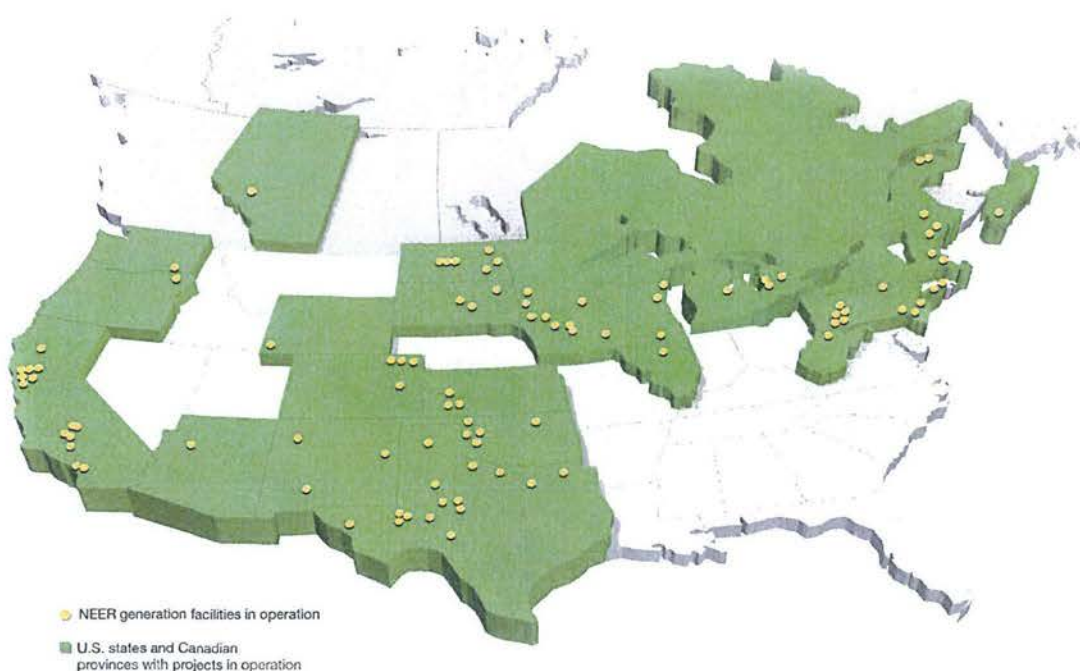 NEER generation facilities in operation
U.S. states and Canadian
provinces with projects in operation